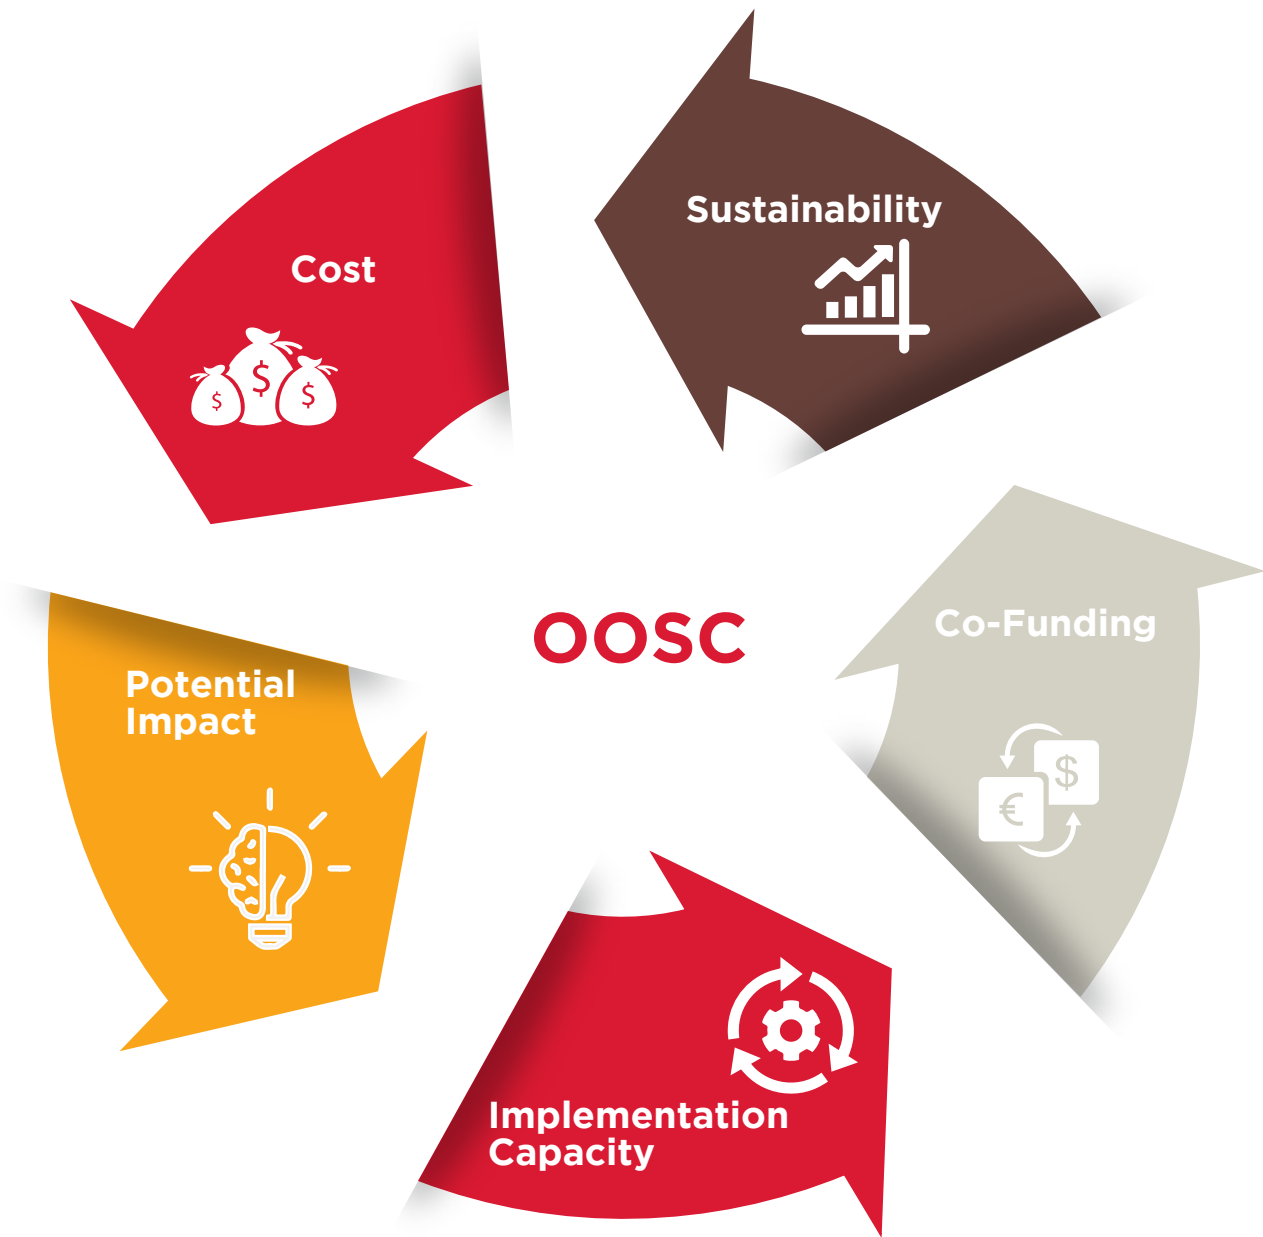 Sustainability
Cost
$
$
$
OOSC
Co-Funding
Potential
Impact
$
€
Implementation
Capacity